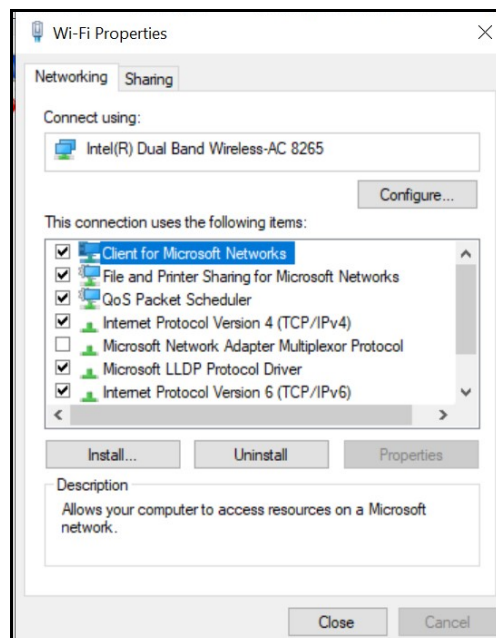 Wi-Fi Properties
Networking Sharing
Connect using:
Intel(R) Dual Band Wireless-AC 8265
Configure...
This connection uses the following items:
Client for Microsoft Networks
File and Printer Sharing for Microsoft Networks
QoS Packet Scheduler
Internet Protocol Version 4 (TCP/IPv4)
Microsoft Network Adapter Multiplexor Protocol
Microsoft LLDP Protocol Driver
Internet Protocol Version 6 (TCP/IPv6)
Install... Uninstall Properties
Description
Allows your computer to access resources on a Microsoft
network.
Close Cancel